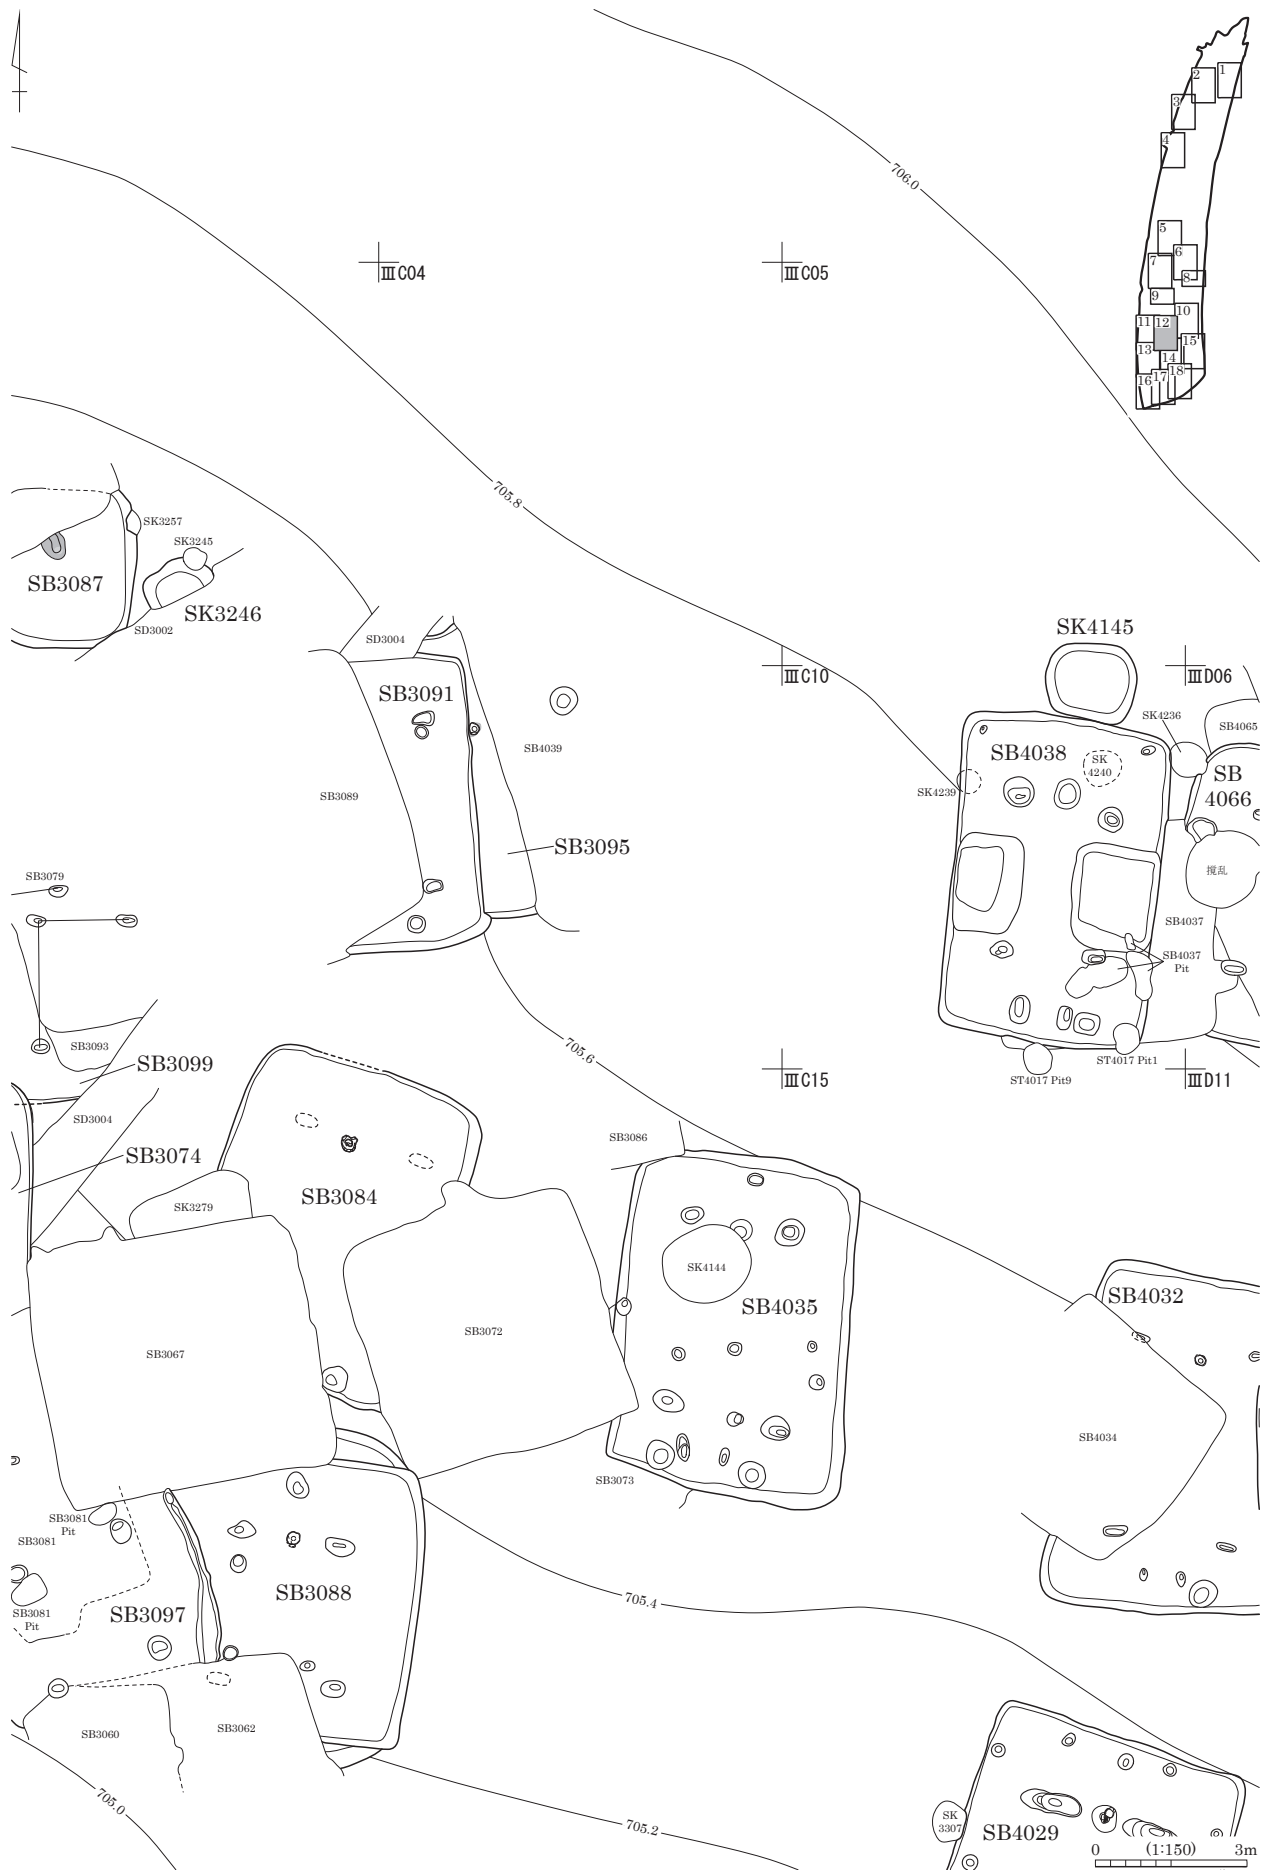 1
2
3
4
5
6
7
8
9
10
11
12
13
14
15
16
17
18
706.0
ⅢC04
ⅢC05
705.8
SK3257
SK3245
SB3087
SK3246
SD3002
SD3004
SB3091
SB4039
SB3089
SB3095
SK4145
ⅢC10
ⅢD06
SK4236
SB4065
SB4038
SK
4240
SB
4066
SK4239
撹乱
SB3079
SB4037
SB4037
Pit
SB3093
SB3099
705.6
ST4017 Pit1
ST4017 Pit9
ⅢC15
ⅢD11
SD3004
SB3074
SB3086
SB3084
SK3279
SK4144
SB4035
SB4032
SB3072
SB3067
SB4034
SB3073
SB3081
Pit
SB3081
SB3088
SB3081
Pit
SB3097
705.4
SB3060
SB3062
705.0
705.2
SK
3307
SB4029
0 (1:150) 3m